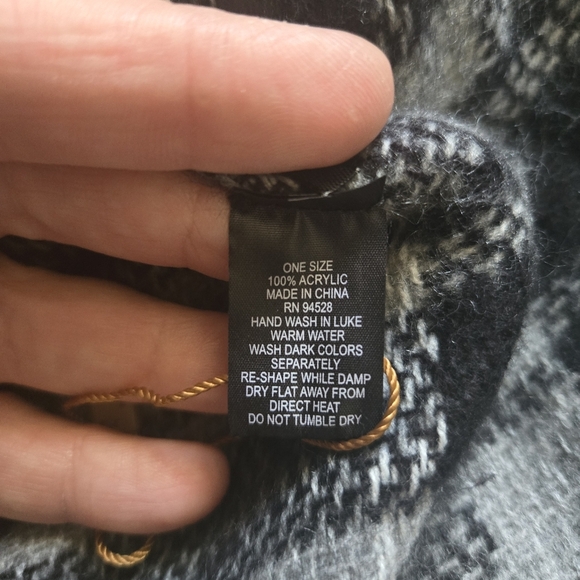 ONE SIZE
100% ACRYLIC
MADE IN CHINA
RN 94528
HAND WASH IN LUKE
WARM WATER
WASH DARK COLORS
SEPARATELY
RE-SHAPE WHILE DAMP
DRY FLAT AWAY FROM
DIRECT HEAT
DO NOT TUMBLE DRY